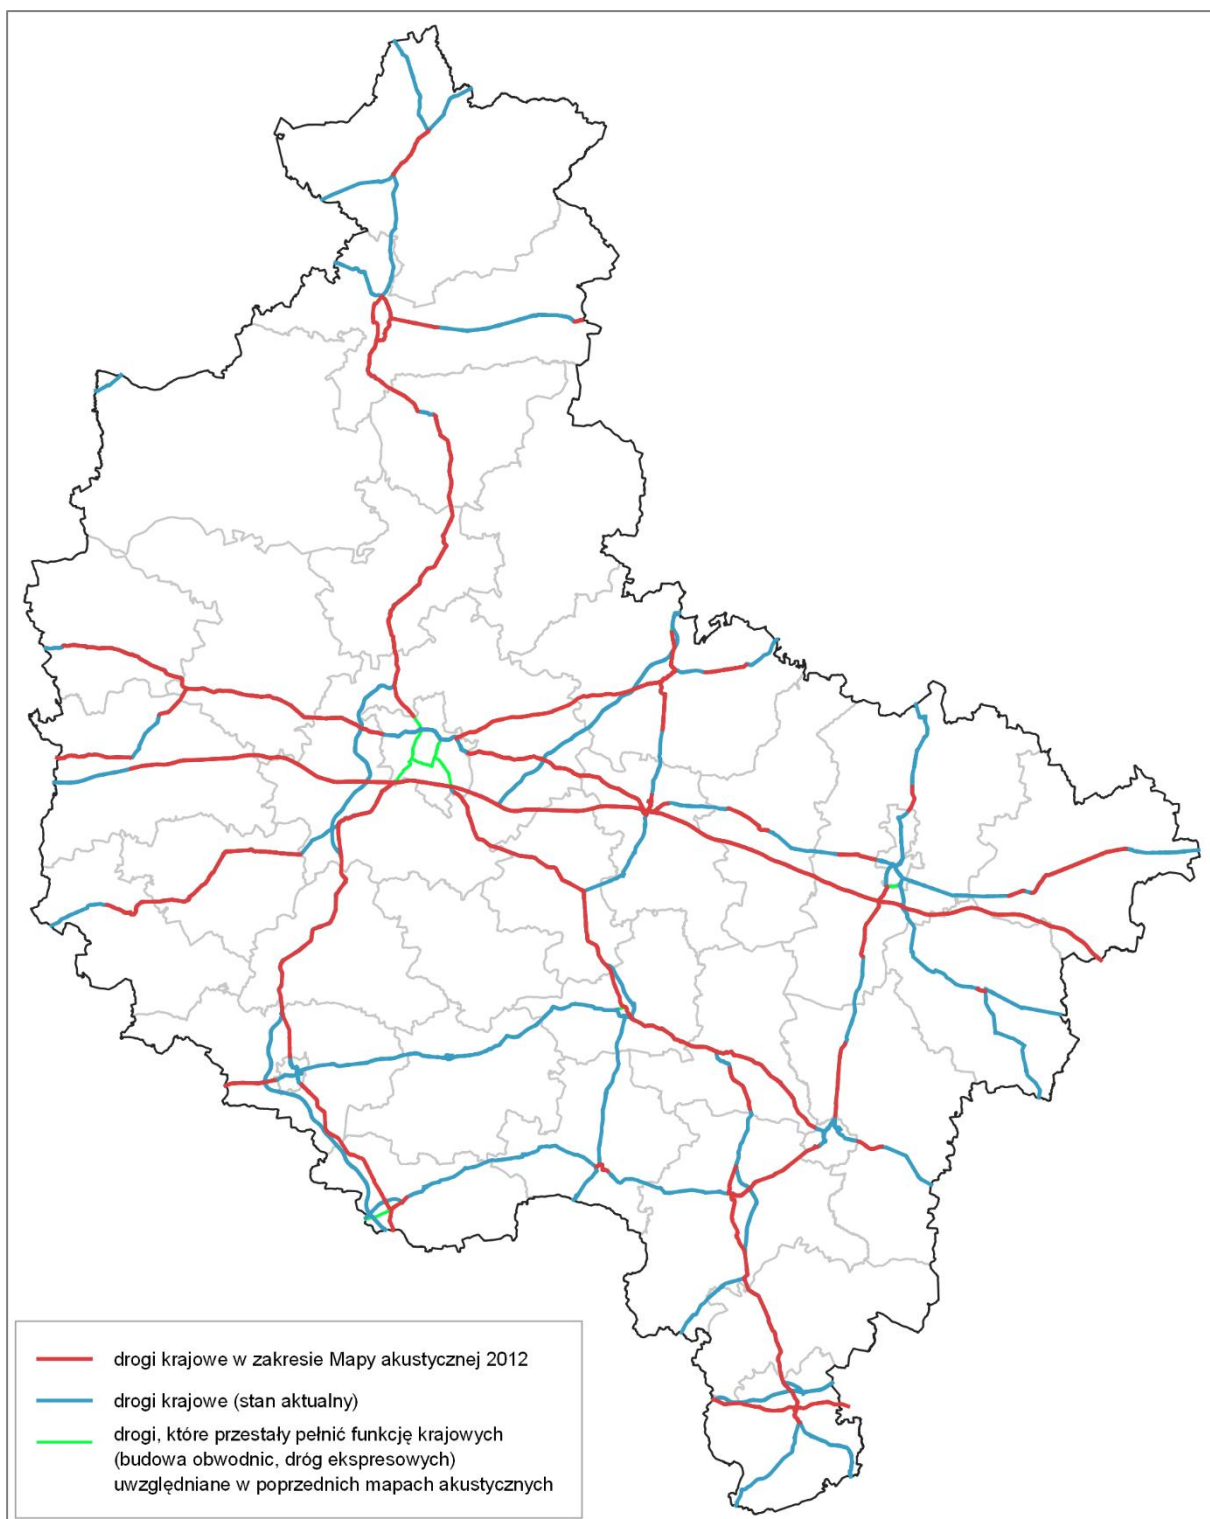 drogi krajowe w zakresie Mapy akustycznej 2012
drogi krajowe (stan aktualny)
drogi, które przestały pełnić funkcję krajowych
(budowa obwodnic, dróg ekspresowych)
uwzględniane w poprzednich mapach akustycznych